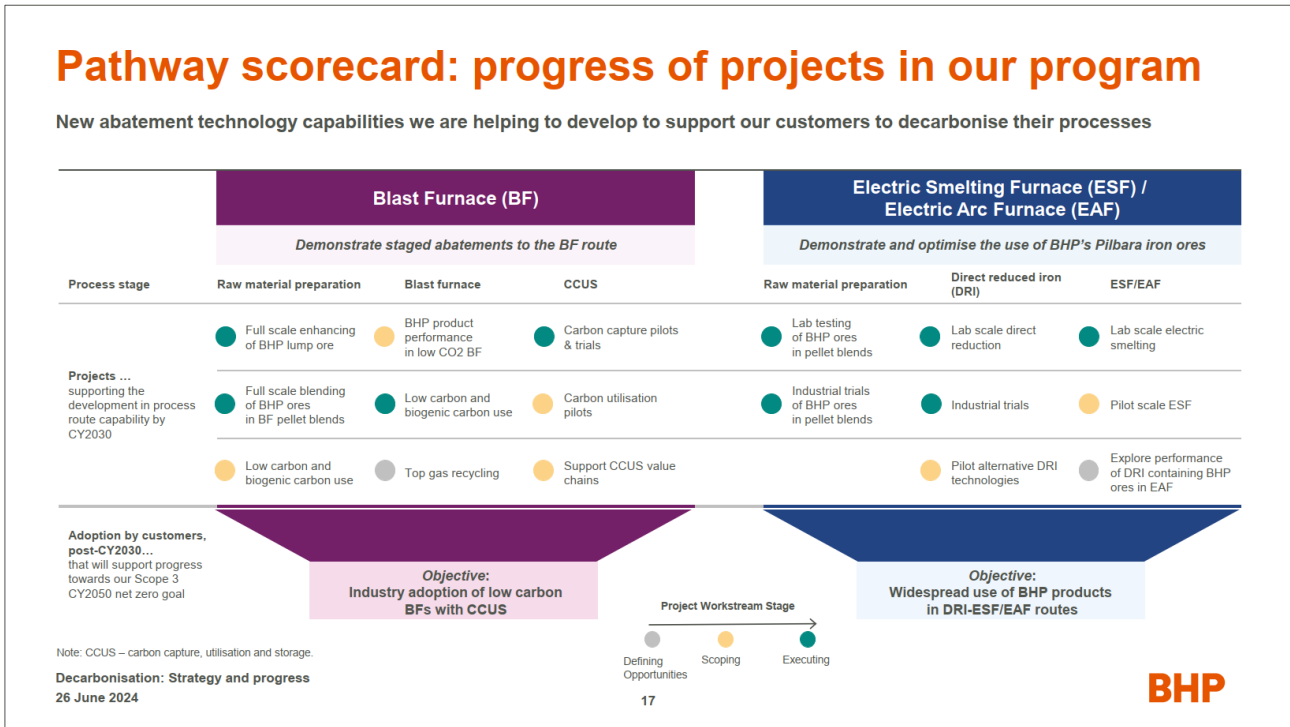 Pathway scorecard: progress of projects in our program
New abatement technology capabilities we are helping to develop to support our customers to decarbonise their processes
Blast Furnace (BF)
Electric Smelting Furnace (ESF) /
Electric Arc Furnace (EAF)
Demonstrate staged abatements to the BF route
Demonstrate and optimise the use of BHP's Pilbara iron ores
Process stage
Raw material preparation
Blast furnace
CCUS
Raw material preparation
Direct reduced iron
(DRI)
ESF/EAF
Projects ...
supporting the
development in process
route capability by
CY2030
Full scale enhancing
of BHP lump ore
BHP product
performance
in low CO2 BF
Carbon capture pilots
& trials
Lab testing
of BHP ores
in pellet blends
Lab scale direct
reduction
Lab scale electric
smelting
Full scale blending
of BHP ores
in BF pellet blends
Low carbon and
biogenic carbon use
Carbon utilisation
pilots
Industrial trials
of BHP ores
in pellet blends
Industrial trials
Pilot scale ESF
Low carbon and
biogenic carbon use
Top gas recycling
Support CCUS value
chains
Pilot alternative DRI
technologies
Explore performance
of DRI containing BHP
ores in EAF
Adoption by customers,
post-CY2030...
that will support progress
towards our Scope 3
CY2050 net zero goal
Objective:
Industry adoption of low carbon
BFs with CCUS
Objective:
Widespread use of BHP products
in DRI-ESF/EAF routes
Project Workstream Stage
Defining
Opportunities
Scoping
Executing
Note: CCUS – carbon capture, utilisation and storage.
Decarbonisation: Strategy and progress
26 June 2024
17
BHP